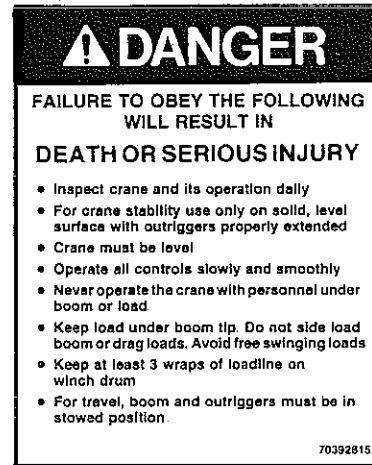 DANGER
FAILURE TO OBEY THE FOLLOWING
WILL RESULT IN
DEATH OR SERIOUS INJURY
• Inspect crane and its operation daily
• For crane stability use only on solid, level
surface with outriggers properly extended
• Crane must be level
• Operate all controls slowly and smoothly
• Never operate the crane with personnel under
boom or load
• Keep load under boom tip. Do not side load
boom or drag loads. Avoid free swinging loads
• Keep at least 3 wraps of loadline on
winch drum
• For travel, boom and outriggers must be in
stowed position.
70392815